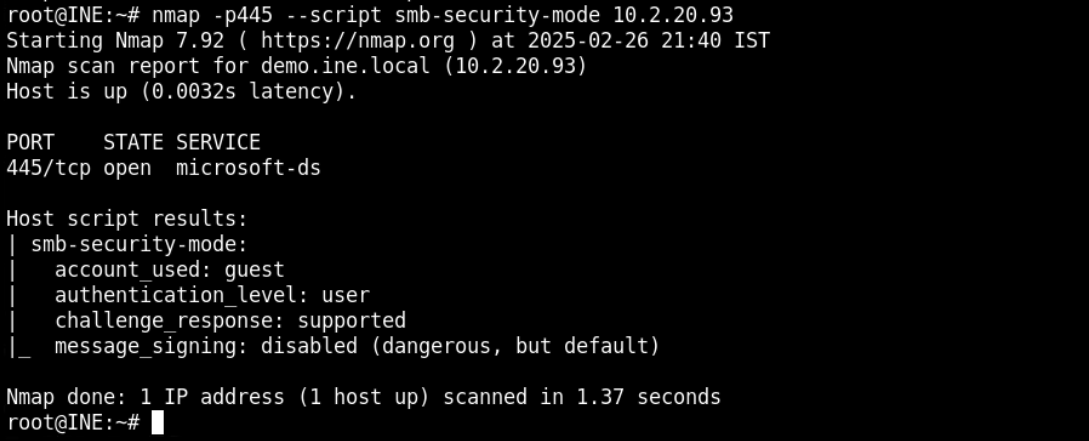 root@INE:~# nmap -p445 --script smb-security-mode 10.2.20.93
Starting Nmap 7.92 ( https://nmap.org ) at 2025-02-26 21:40 IST
Nmap scan report for demo.ine.local (10.2.20.93)
Host is up (0.0032s latency).

PORT    STATE SERVICE
445/tcp open  microsoft-ds

Host script results:
| smb-security-mode:
|   account_used: guest
|   authentication_level: user
|   challenge_response: supported
|_  message_signing: disabled (dangerous, but default)

Nmap done: 1 IP address (1 host up) scanned in 1.37 seconds
root@INE:~#